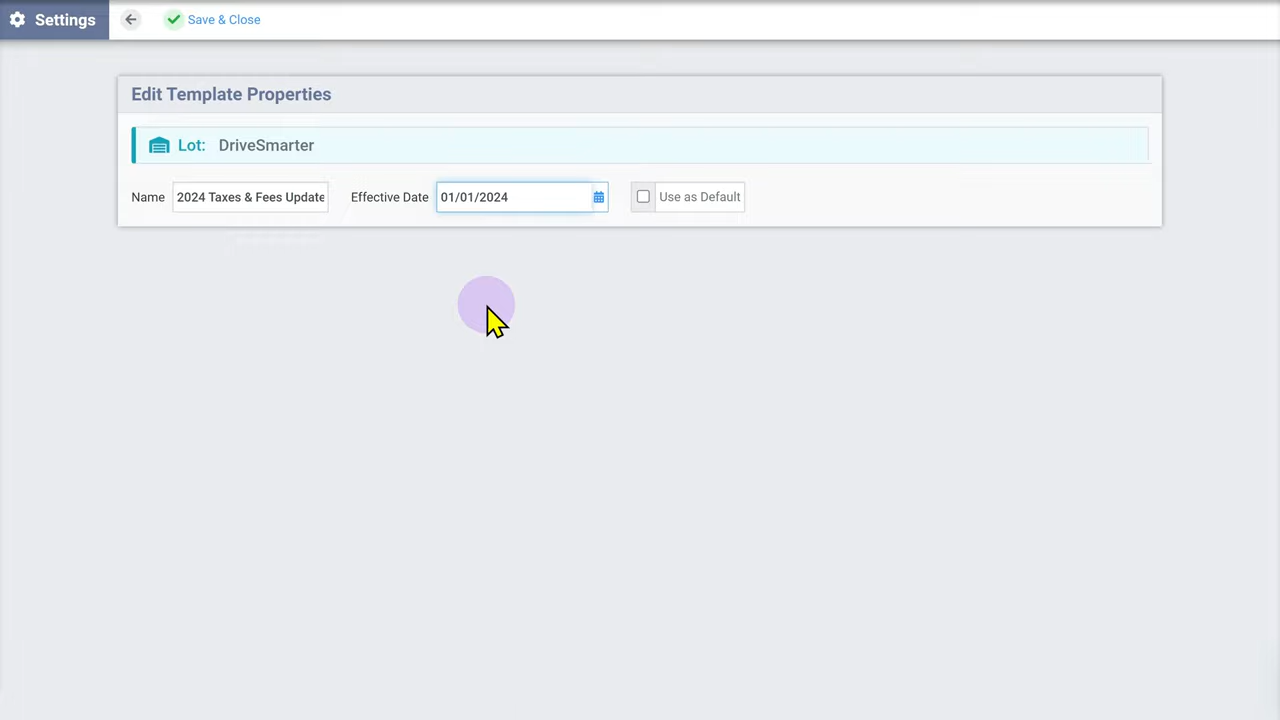 Settings
Save & Close
Edit Template Properties
Lot: DriveSmarter
Name 2024 Taxes & Fees Update Effective Date 01/01/2024 Use as Default